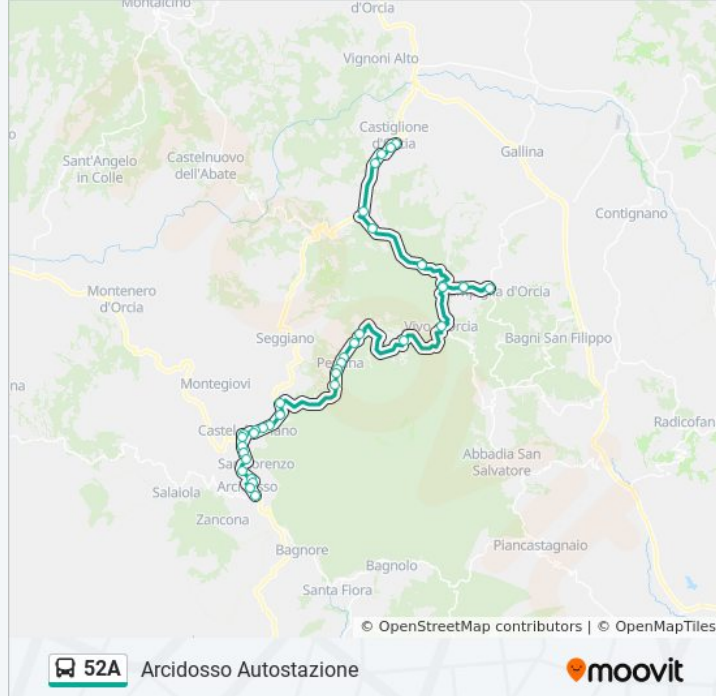 Montalcino
d'Orcia
Vignoni Alto
Castiglione
d'Orcia
Gallina
Sant'Angelo
in Colle
Castelnuovo
dell'Abate
Contignano
Montenero
d'Orcia
d'Orcia
Vivo
Bagni San Filippo
Seggiano
Montegiovi
Radicofan
Abbadia San
Salvatore
Salaiola
Zancona
Bagnore
Piancastagnaio
Bagnolo
Santa Fiora
© OpenStreetMap contributors | © OpenMapTiles
52A Arcidosso Autostazione
moovit